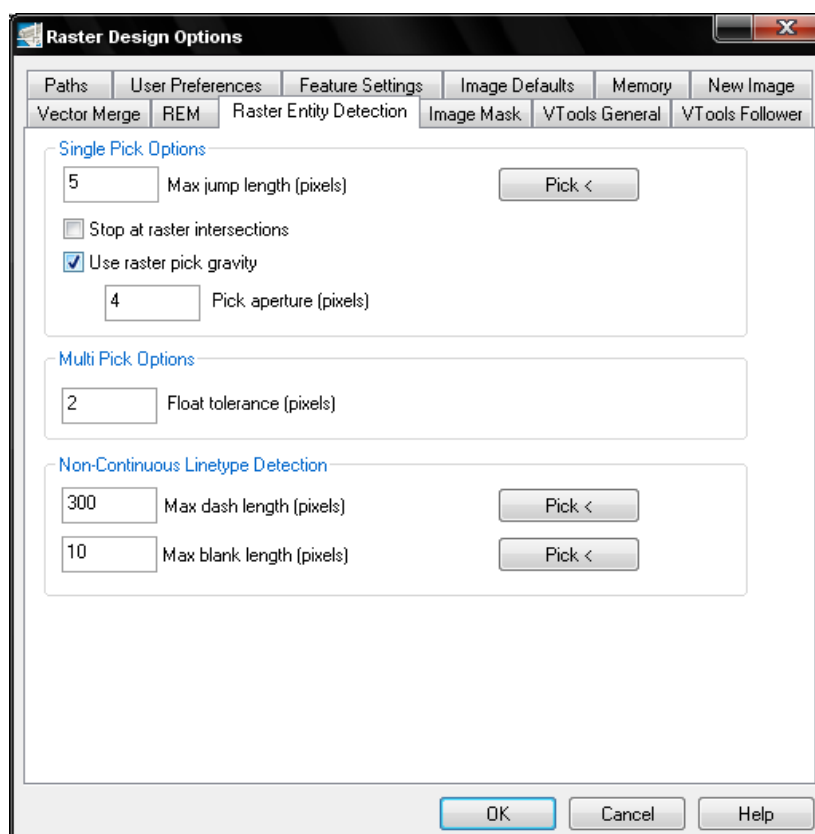 Raster Design Options
Paths User Preferences Feature Settings Image Defaults Memory New Image
Vector Merge REM Raster Entity Detection Image Mask VTools General VTools Follower
Single Pick Options
5 Max jump length (pixels) Pick <
Stop at raster intersections
Use raster pick gravity
4 Pick aperture (pixels)
Multi Pick Options
2 Float tolerance (pixels)
Non-Continuous Linetype Detection
300 Max dash length (pixels) Pick <
10 Max blank length (pixels) Pick <
OK Cancel Help